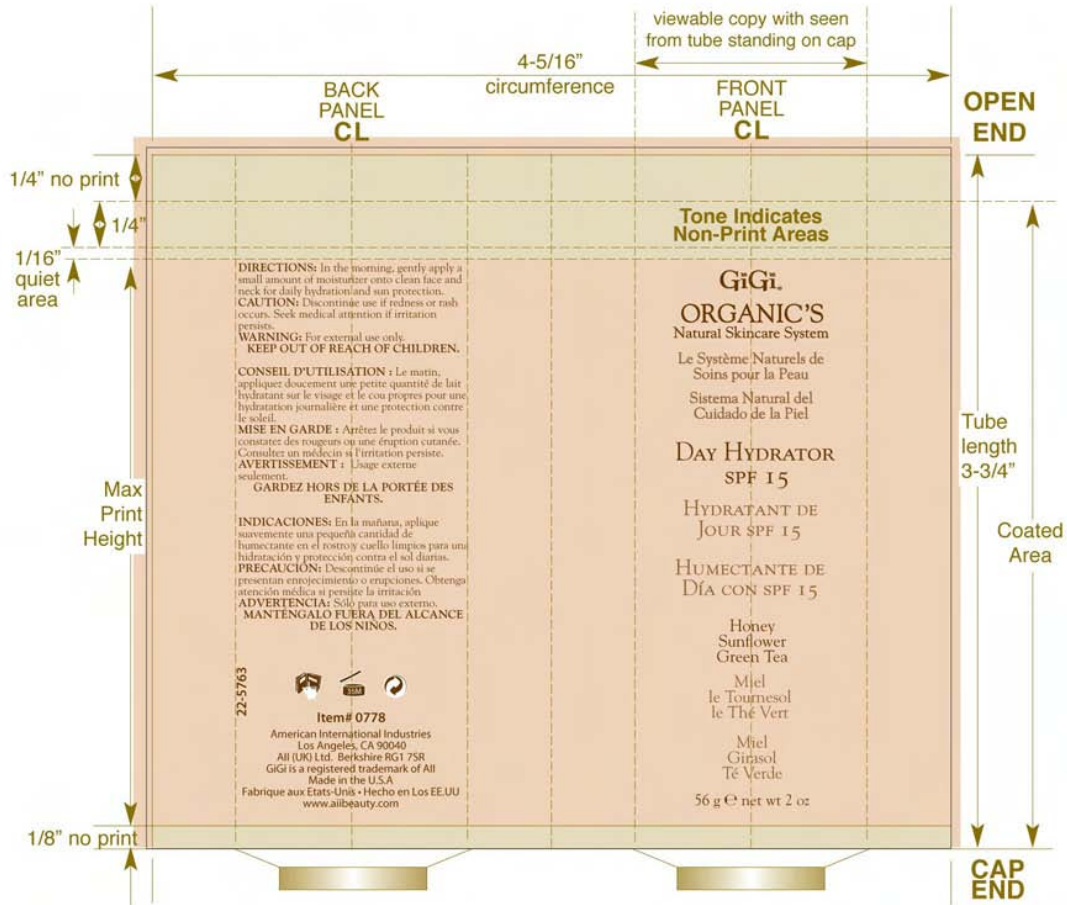 viewable copy with seen
from tube standing on cap
4-5/16”
circumference
BACK
PANEL
CL
FRONT
PANEL
CL
OPEN
END
1/4” no print
1/4”
1/16”
quiet
area
Max
Print
Height
1/8” no print
Tone Indicates
Non-Print Areas
DIRECTIONS: In the morning, gently apply a
small amount of moisturizer onto clean face and
neck for daily hydration and sun protection.
CAUTION: Discontinue use if redness or rash
occurs. Seek medical attention if irritation
persists.
WARNING: For external use only.
KEEP OUT OF REACH OF CHILDREN.
CONSEIL D'UTILISATION : Le matin,
appliquez doucement une petite quantité de lait
hydratant sur le visage et le cou propres pour une
hydratation journalière et une protection contre
le soleil.
MISE EN GARDE : Arrêtez le produit si vous
constatez des rougeurs ou une éruption cutanée.
Consultez un médecin si l'irritation persiste.
AVERTISSEMENT : Usage externe
seulement.
GARDEZ HORS DE LA PORTÉE DES
ENFANTS.
INDICACIONES: En la mañana, aplique
suavemente una pequeña cantidad de
humectante en el rostro y cuello limpios para una
hidratación y protección contra el sol diarias.
PRECAUCIÓN: Descontinúe el uso si se
presentan enrojecimiento o erupciones. Obtenga
atención médica si persiste la irritación
ADVERTENCIA: Sólo para uso externo.
MANTÉNGALO FUERA DEL ALCANCE
DE LOS NIÑOS.
22-5763
35M
Item# 0778
American International Industries
Los Angeles, CA 90040
AII (UK) Ltd. Berkshire RG1 7SR
GiGi is a registered trademark of AII
Made in the U.S.A
Fabrique aux Etats-Unis • Hecho en Los EE.UU
www.aiibeauty.com
GiGi®
ORGANIC'S
Natural Skincare System
Le Système Naturels de
Soins pour la Peau
Sistema Natural del
Cuidado de la Piel
DAY HYDRATOR
SPF 15
HYDRATANT DE
JOUR SPF 15
HUMECTANTE DE
DÍA CON SPF 15
Honey
Sunflower
Green Tea
Miel
le Tournesol
le Thé Vert
Miel
Girasol
Té Verde
56 g ℮ net wt 2 oz
Tube
length
3-3/4”
Coated
Area
CAP
END